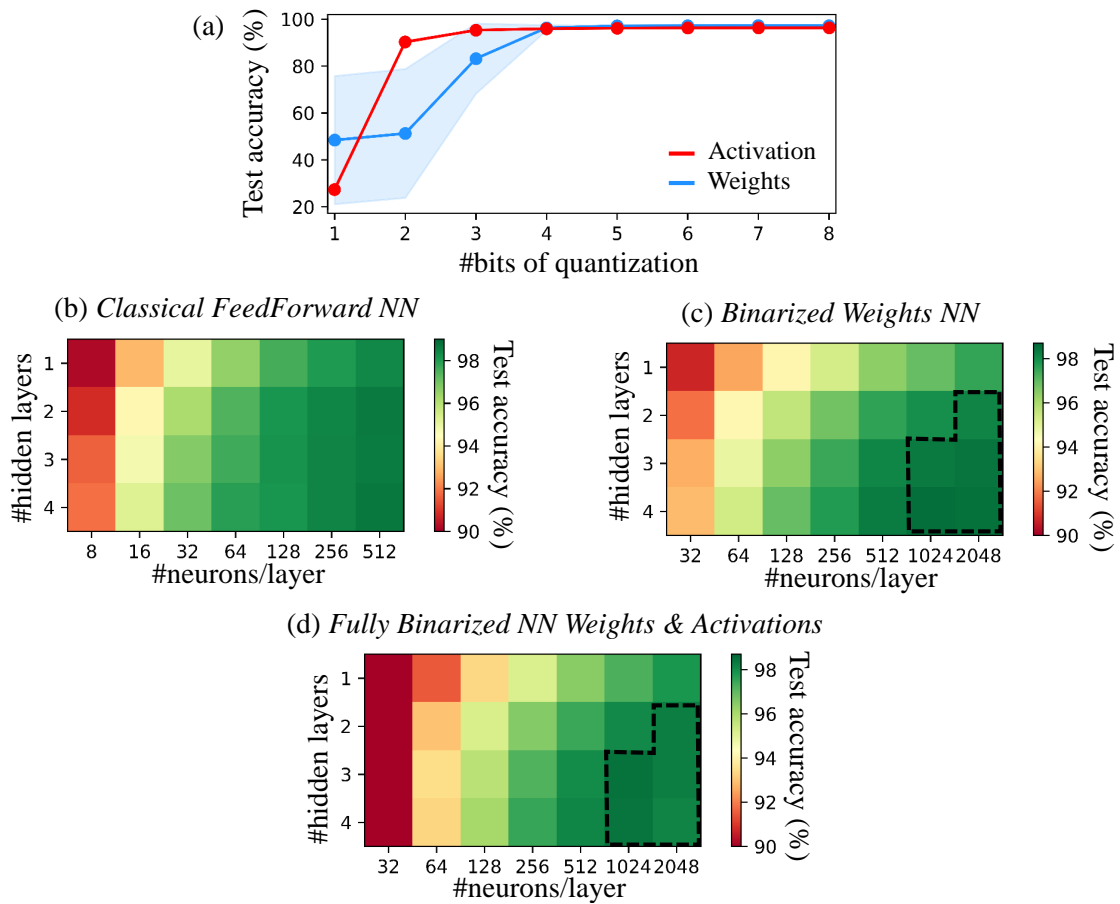 (a)
Test accuracy (%)
100
80
60
40
20
Activation
Weights
1 2 3 4 5 6 7 8
#bits of quantization
(b) Classical FeedForward NN
#hidden layers
1
2
3
4
8 16 32 64 128 256 512
#neurons/layer
98
96
94
92
90
Test accuracy (%)
(c) Binarized Weights NN
#hidden layers
1
2
3
4
32 64 128 256 512 1024 2048
#neurons/layer
98
96
94
92
90
Test accuracy (%)
(d) Fully Binarized NN Weights & Activations
#hidden layers
1
2
3
4
32 64 128 256 512 1024 2048
#neurons/layer
98
96
94
92
90
Test accuracy (%)